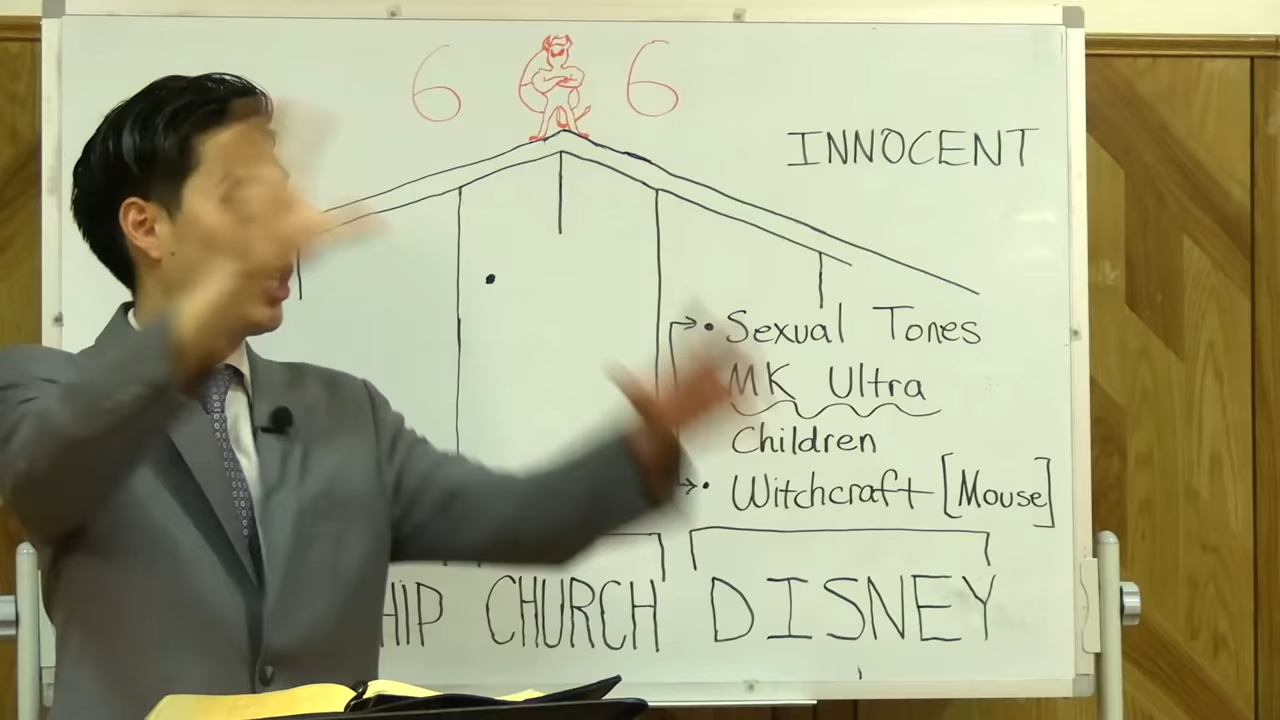 6 6
INNOCENT
• Sexual Tones
MK Ultra
Children
• Witchcraft [Mouse]
HIP CHURCH DISNEY